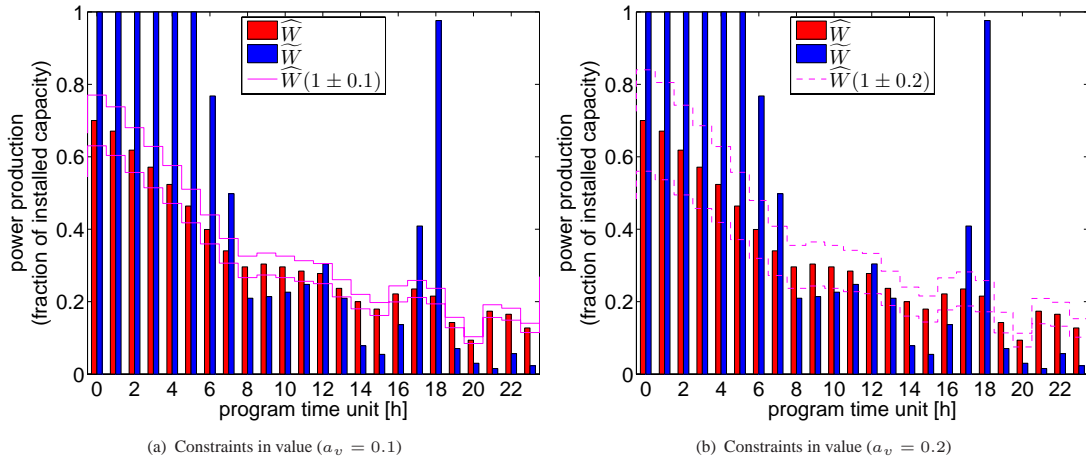 1
0.8
0.6
0.4
0.2
0
power production
(fraction of installed capacity)
Ŵ
W̃
Ŵ(1 ± 0.1)
0 2 4 6 8 10 12 14 16 18 20 22
program time unit [h]
(a) Constraints in value (a_v = 0.1)
1
0.8
0.6
0.4
0.2
0
power production
(fraction of installed capacity)
Ŵ
W̃
Ŵ(1 ± 0.2)
0 2 4 6 8 10 12 14 16 18 20 22
program time unit [h]
(b) Constraints in value (a_v = 0.2)